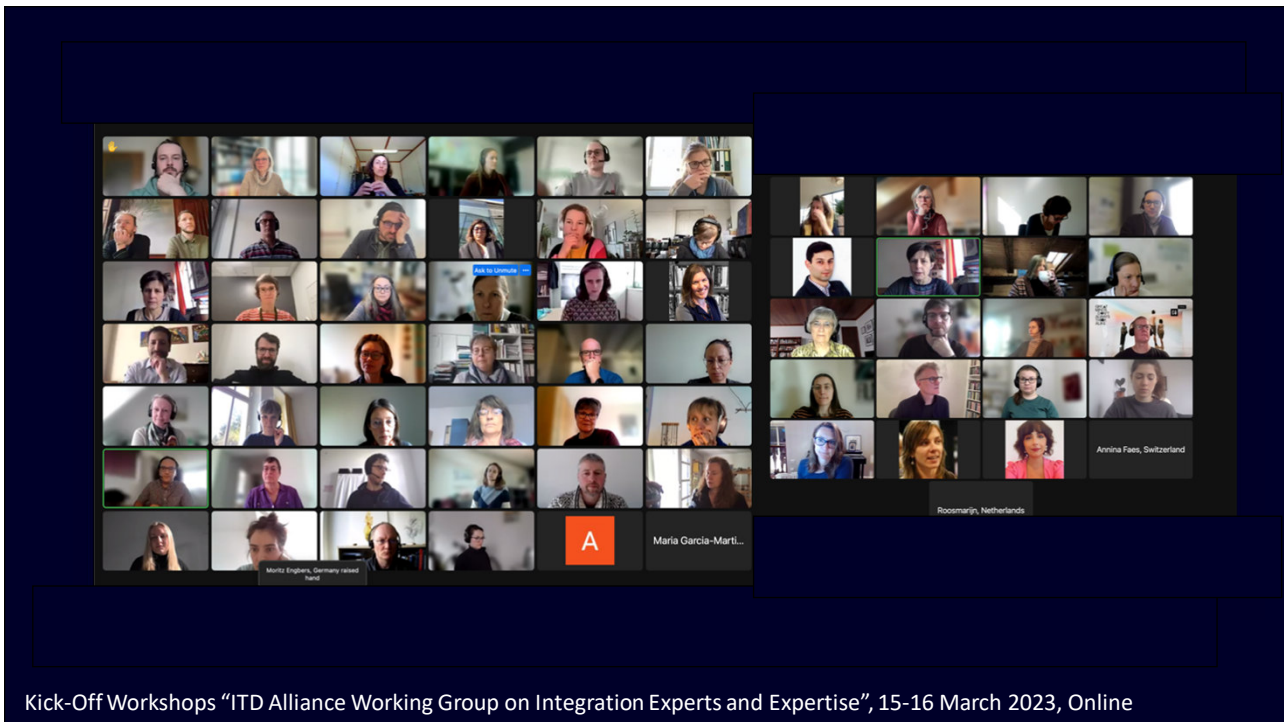 Ask to Unmute
A
Maria Garcia-Marti...
Moritz Engbers, Germany raised
hand
Annina Faes, Switzerland
Roosmarijn, Netherlands
Kick-Off Workshops “ITD Alliance Working Group on Integration Experts and Expertise”, 15-16 March 2023, Online